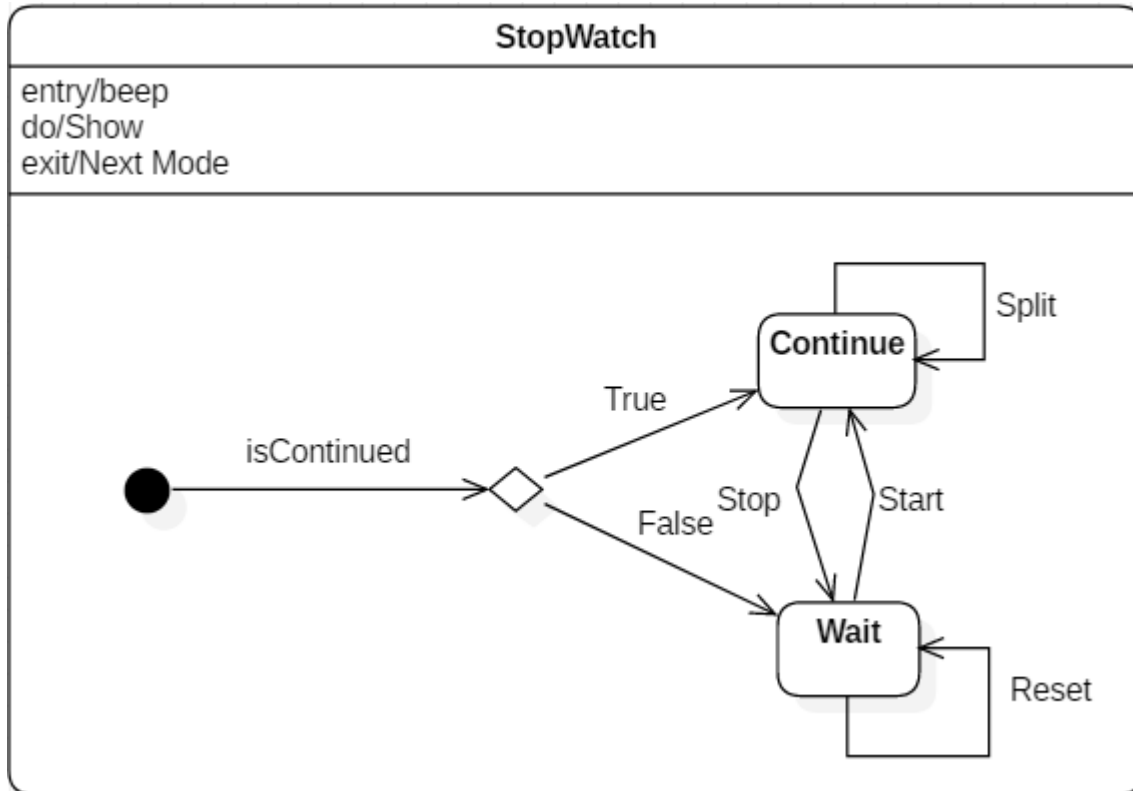 StopWatch
entry/beep
do/Show
exit/Next Mode
Split
Continue
True
isContinued
Stop
Start
False
Wait
Reset